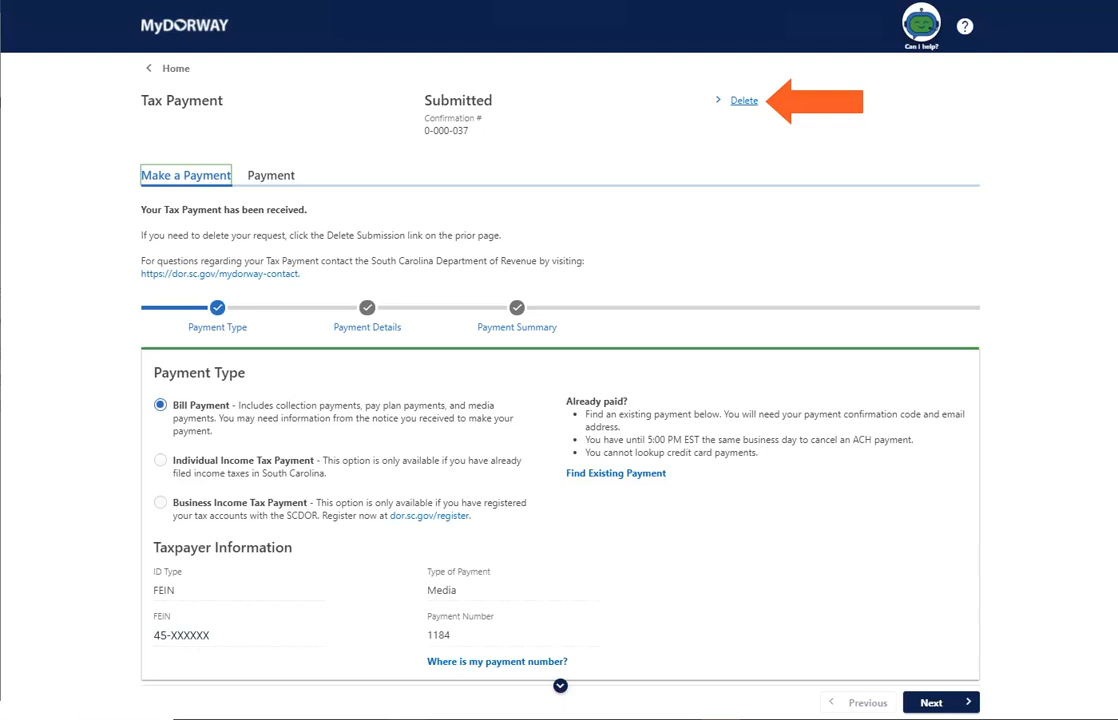 MyDORWAY
Can I help?
?
Home
Tax Payment
Submitted
Delete
Confirmation #
0-000-037
Make a Payment
Payment
Your Tax Payment has been received.
If you need to delete your request, click the Delete Submission link on the prior page.
For questions regarding your Tax Payment contact the South Carolina Department of Revenue by visiting:
https://dor.sc.gov/mydorway-contact.
Payment Type
Payment Details
Payment Summary
Payment Type
Bill Payment - Includes collection payments, pay plan payments, and media
payments. You may need information from the notice you received to make your
payment.
Individual Income Tax Payment - This option is only available if you have already
filed income taxes in South Carolina.
Business Income Tax Payment - This option is only available if you have registered
your tax accounts with the SCDOR. Register now at dor.sc.gov/register.
Already paid?
• Find an existing payment below. You will need your payment confirmation code and email
address.
• You have until 5:00 PM EST the same business day to cancel an ACH payment.
• You cannot lookup credit card payments.
Find Existing Payment
Taxpayer Information
ID Type
FEIN
Type of Payment
Media
FEIN
45-XXXXXX
Payment Number
1184
Where is my payment number?
Previous
Next